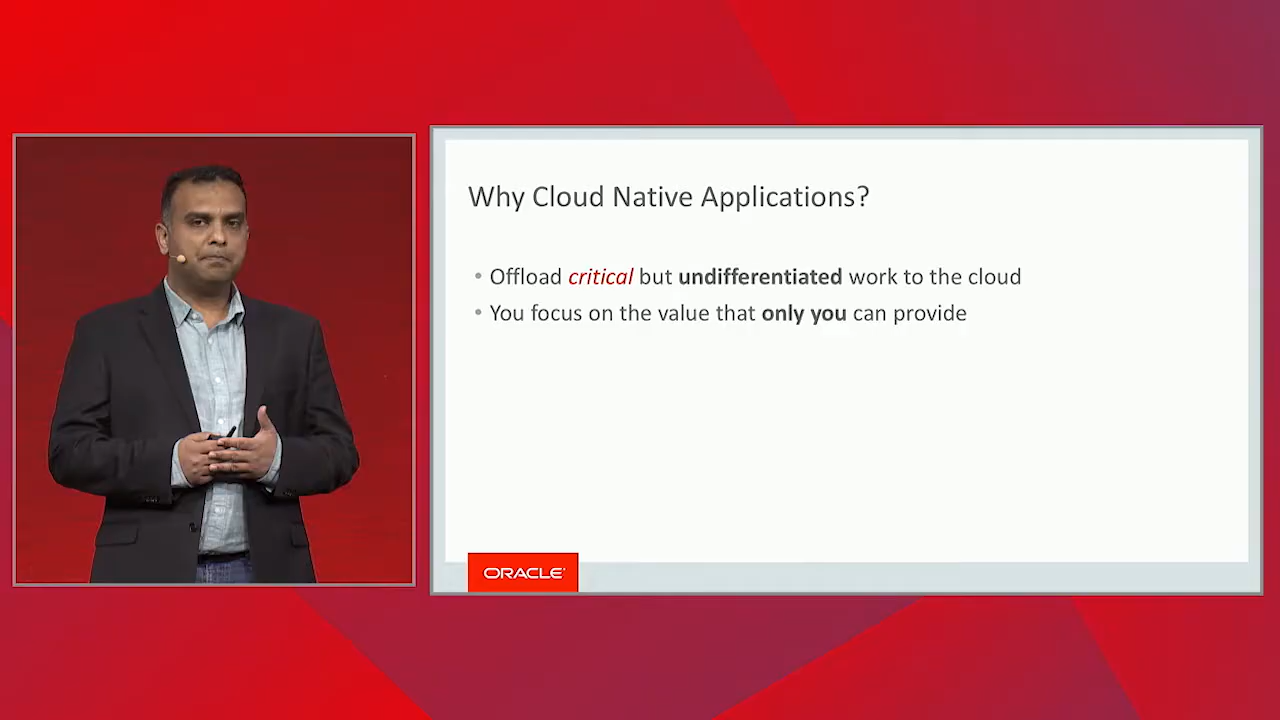 Why Cloud Native Applications?
• Offload critical but undifferentiated work to the cloud
• You focus on the value that only you can provide
ORACLE